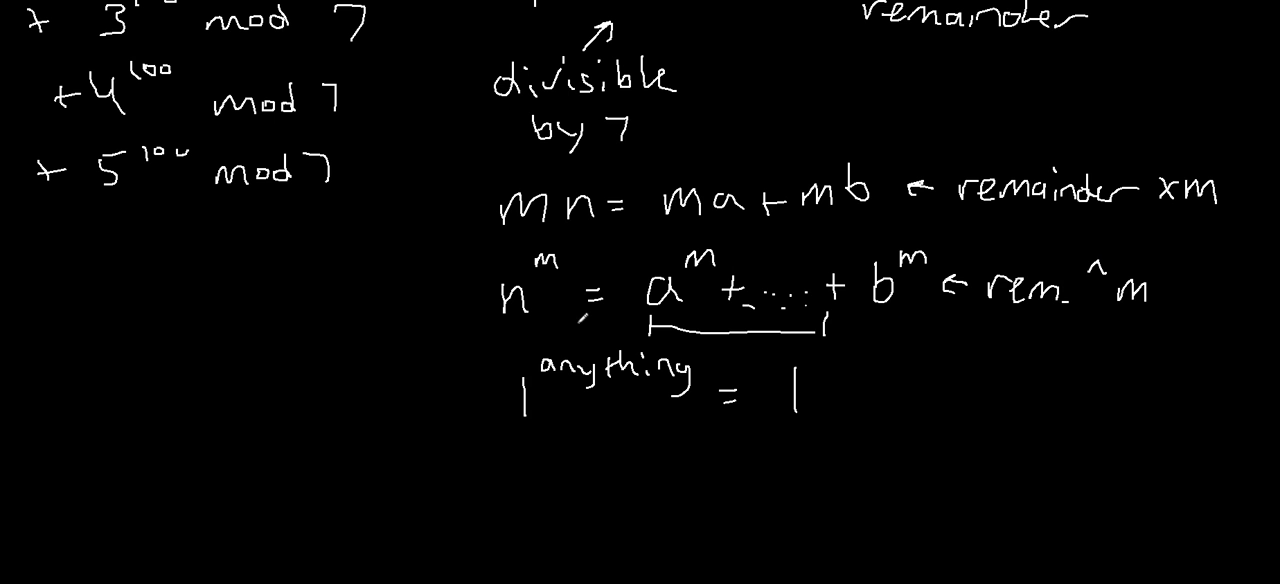 + 3 mod 7
+ 4^100 mod 7
+ 5^100 mod 7
remainder
divisible
by 7
mn = ma + mb ← remainder xm
n^m = a^m + ..... + b^m ← rem. ^m
1^anything = 1